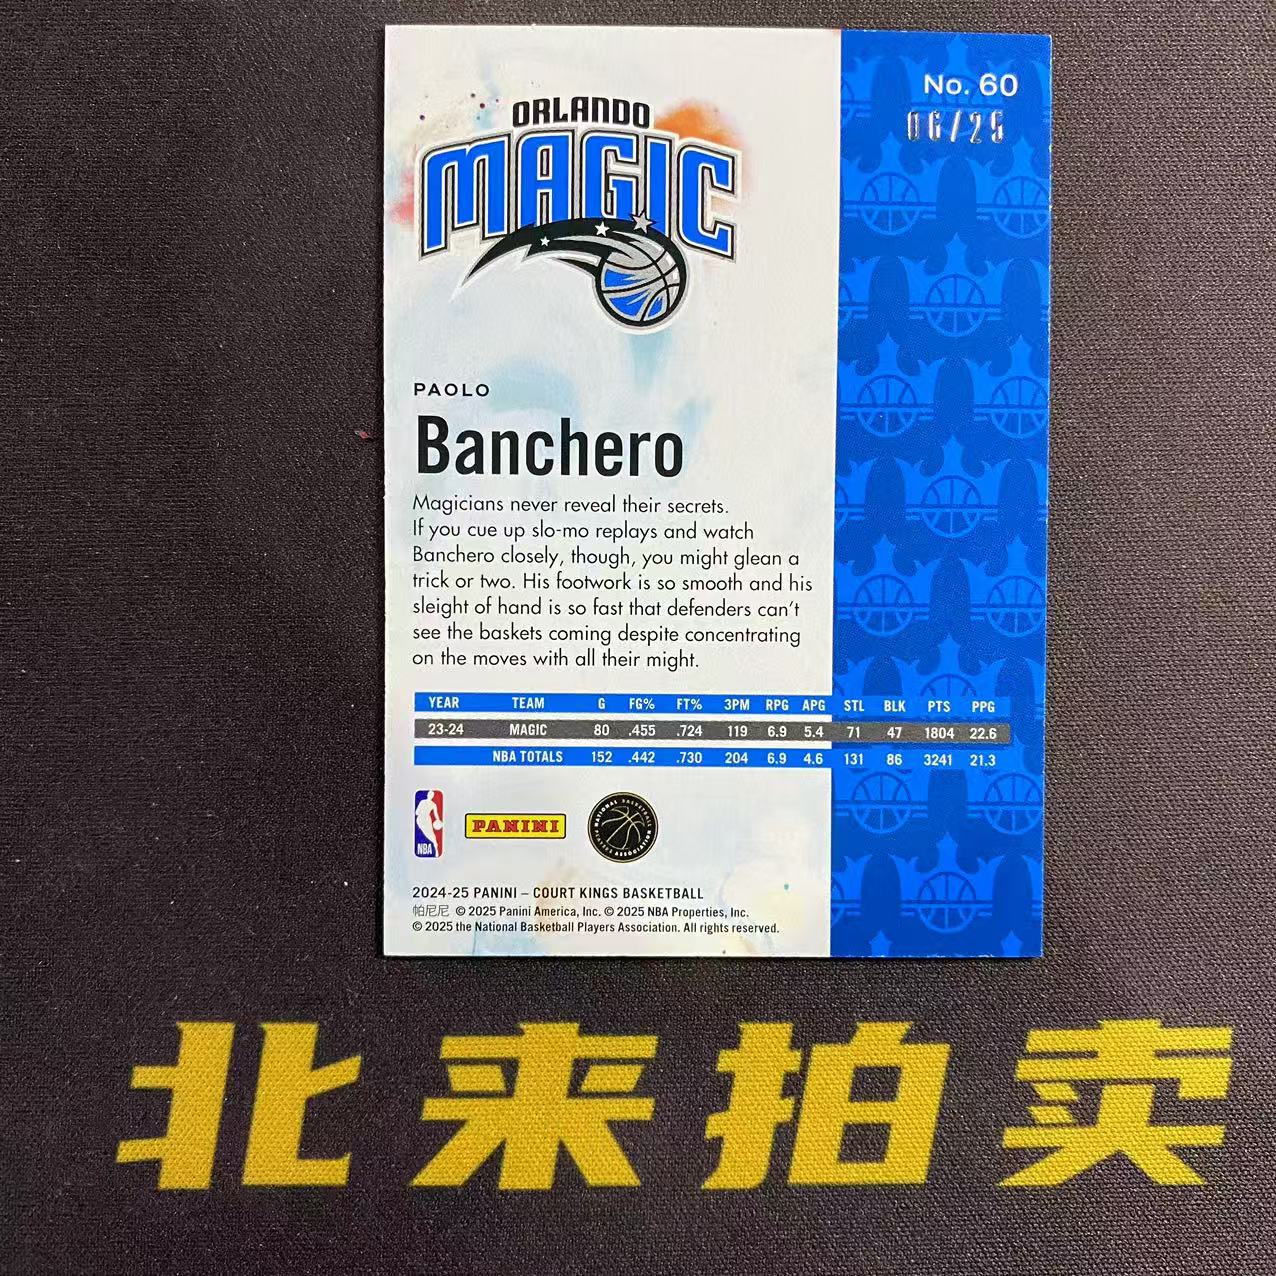 No. 60
06/25
ORLANDO
MAGIC
PAOLO
Banchero
Magicians never reveal their secrets.
If you cue up slo-mo replays and watch
Banchero closely, though, you might glean a
trick or two. His footwork is so smooth and his
sleight of hand is so fast that defenders can't
see the baskets coming despite concentrating
on the moves with all their might.
YEAR TEAM G FG% FT% 3PM RPG APG STL BLK PTS PPG
23-24 MAGIC 80 .455 .724 119 6.9 5.4 71 47 1804 22.6
NBA TOTALS 152 .442 .730 204 6.9 4.6 131 86 3241 21.3
NBA
PANINI
NATIONAL BASKETBALL PLAYERS ASSOCIATION
2024-25 PANINI – COURT KINGS BASKETBALL
帕尼尼 © 2025 Panini America, Inc. © 2025 NBA Properties, Inc.
© 2025 the National Basketball Players Association. All rights reserved.
北来拍卖